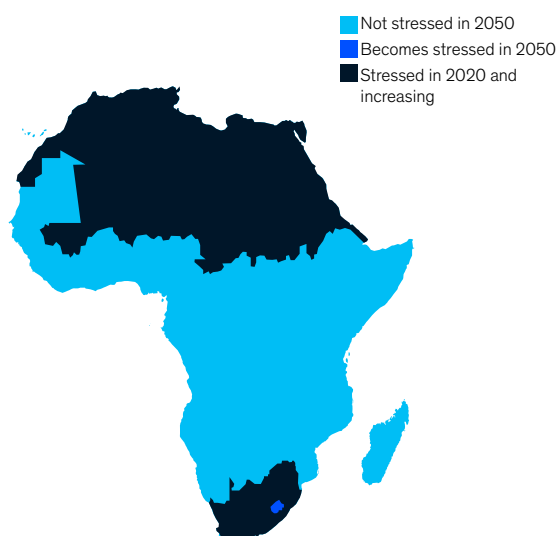 Not stressed in 2050
Becomes stressed in 2050
Stressed in 2020 and
increasing